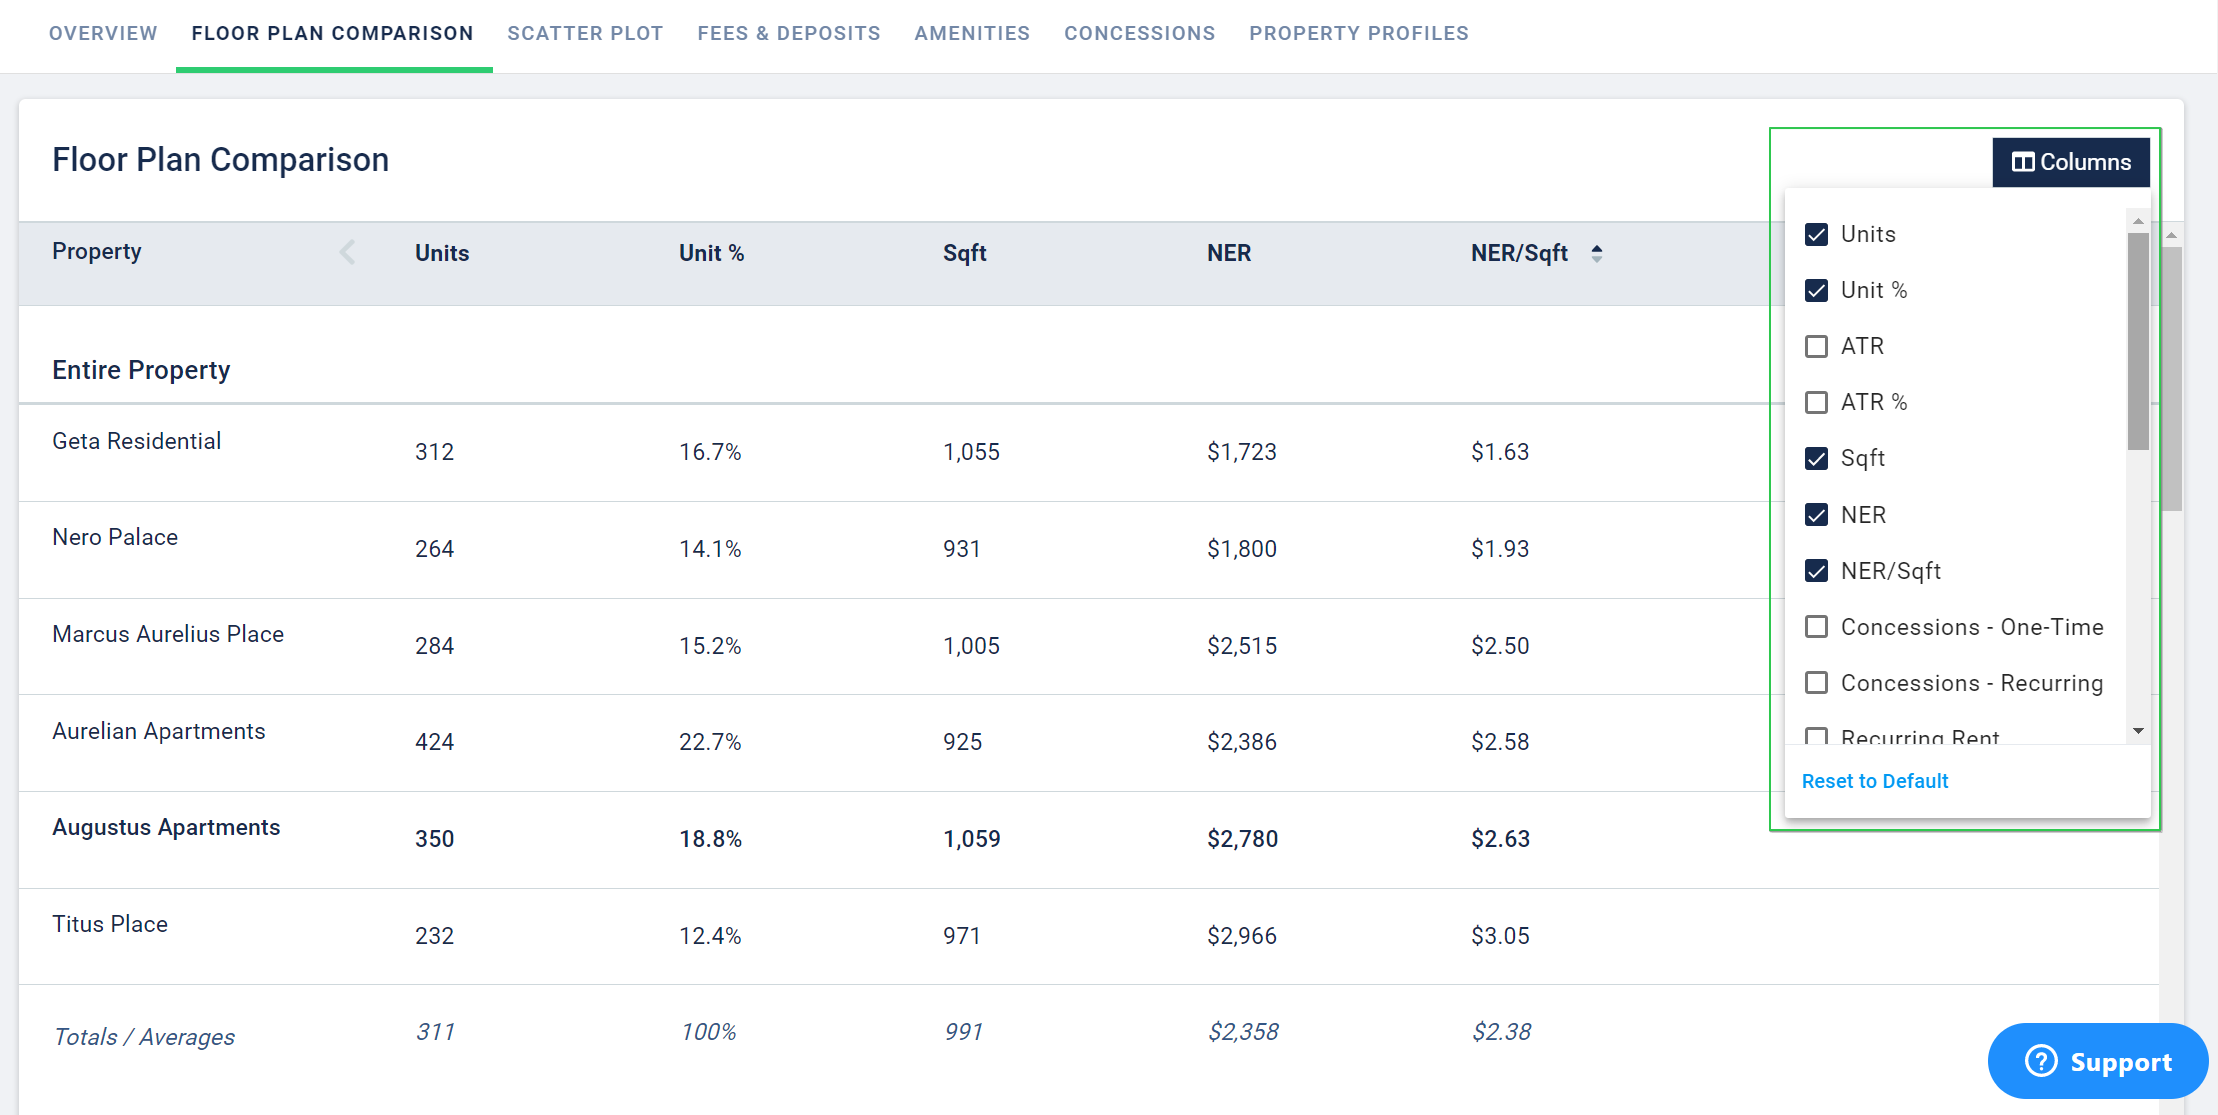 OVERVIEW FLOOR PLAN COMPARISON SCATTER PLOT FEES & DEPOSITS AMENITIES CONCESSIONS PROPERTY PROFILES
Floor Plan Comparison
Columns
Property Units Unit % Sqft NER NER/Sqft
Entire Property
Geta Residential 312 16.7% 1,055 $1,723 $1.63
Nero Palace 264 14.1% 931 $1,800 $1.93
Marcus Aurelius Place 284 15.2% 1,005 $2,515 $2.50
Aurelian Apartments 424 22.7% 925 $2,386 $2.58
Augustus Apartments 350 18.8% 1,059 $2,780 $2.63
Titus Place 232 12.4% 971 $2,966 $3.05
Totals / Averages 311 100% 991 $2,358 $2.38
Units
Unit %
ATR
ATR %
Sqft
NER
NER/Sqft
Concessions - One-Time
Concessions - Recurring
Recurring Rent
Reset to Default
? Support